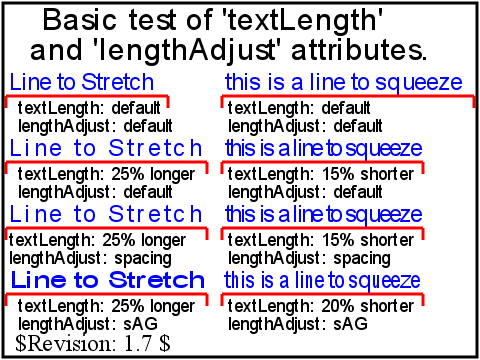 Basic test of 'textLength'
and 'lengthAdjust' attributes.
Line to Stretch
textLength: default
lengthAdjust: default
this is a line to squeeze
textLength: default
lengthAdjust: default
Line to Stretch
textLength: 25% longer
lengthAdjust: default
this is a line to squeeze
textLength: 15% shorter
lengthAdjust: default
Line to Stretch
textLength: 25% longer
lengthAdjust: spacing
this is a line to squeeze
textLength: 15% shorter
lengthAdjust: spacing
Line to Stretch
textLength: 25% longer
lengthAdjust: sAG
this is a line to squeeze
textLength: 20% shorter
lengthAdjust: sAG
$Revision: 1.7 $